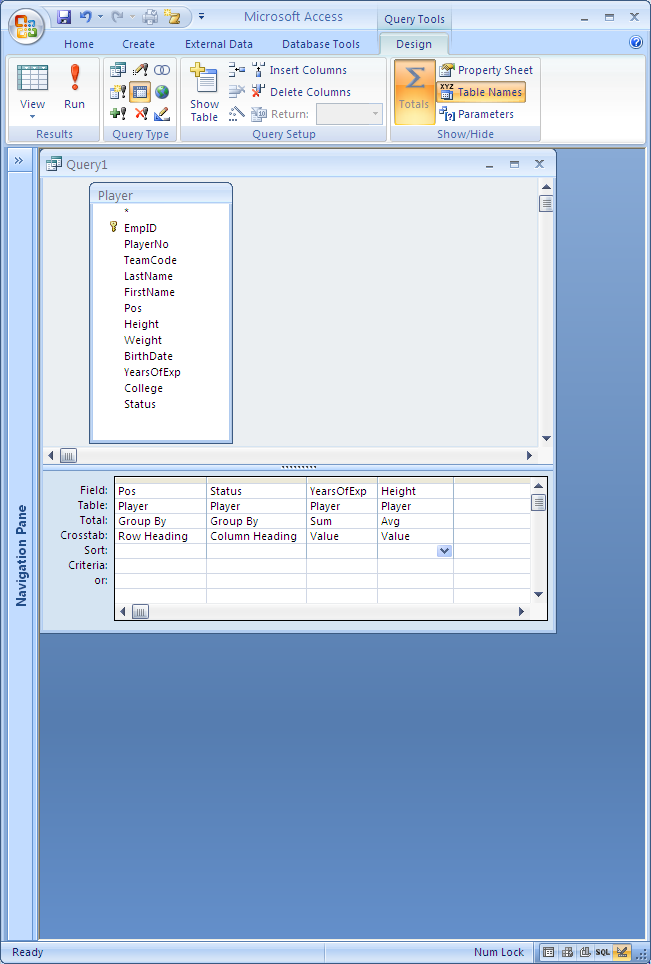 Microsoft Access
Query Tools
Home Create External Data Database Tools Design
View
Run
Results
Query Type
Show
Table
Insert Columns
Delete Columns
Return:
Query Setup
Σ
Totals
Property Sheet
XYZ Table Names
Parameters
Show/Hide
»
Query1
Player
*
EmpID
PlayerNo
TeamCode
LastName
FirstName
Pos
Height
Weight
BirthDate
YearsOfExp
College
Status
Navigation Pane
Field: Pos Status YearsOfExp Height
Table: Player Player Player Player
Total: Group By Group By Sum Avg
Crosstab: Row Heading Column Heading Value Value
Sort:
Criteria:
or:
Ready
Num Lock
SQL